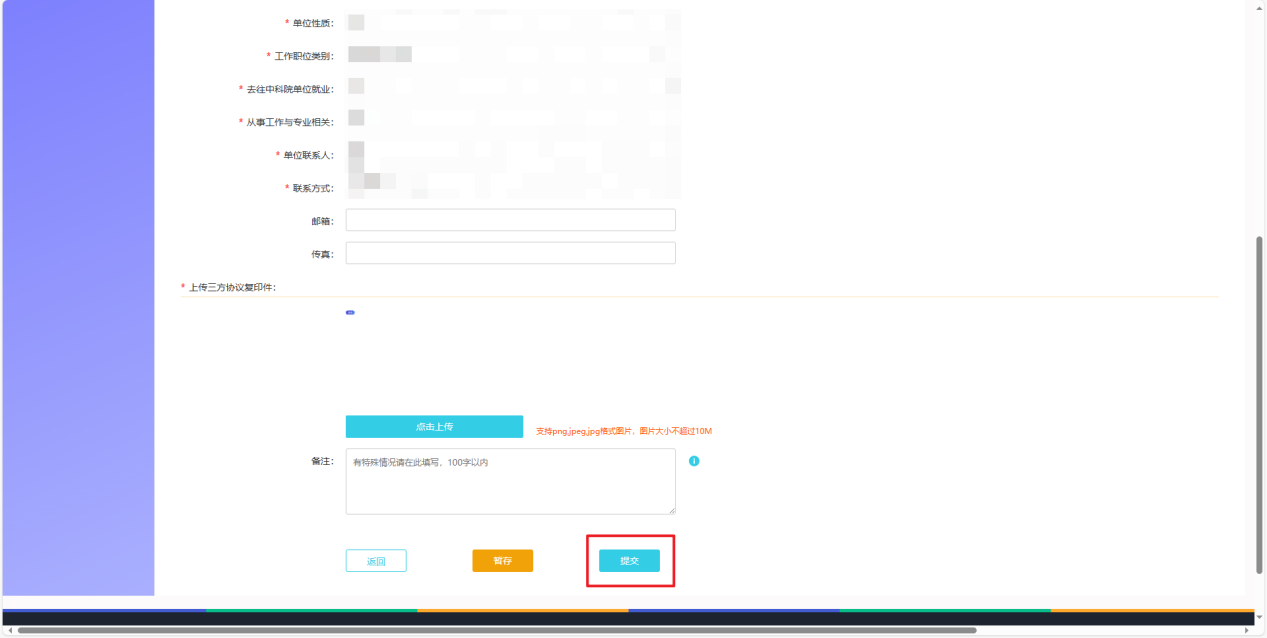 * 单位性质：
* 工作职位类别：
* 去往中科院单位就业：
* 从事工作与专业相关：
* 单位联系人：
* 联系方式：
邮箱：
传真：
* 上传三方协议复印件：
点击上传 支持png,jpeg,jpg格式图片，图片大小不超过10M
备注： 有特殊情况请在此填写，100字以内
返回 暂存 提交